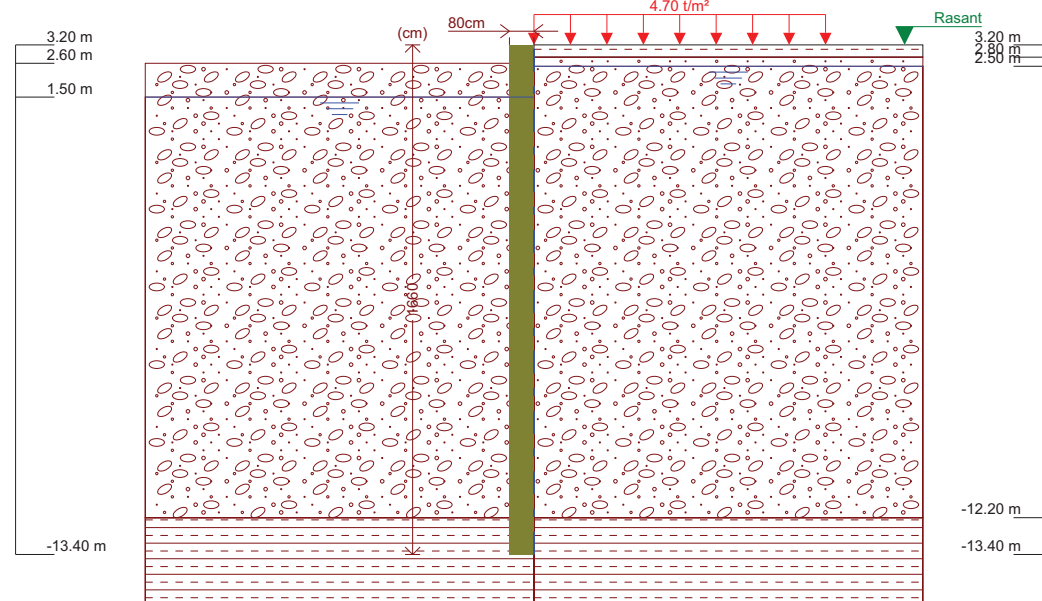 4.70 t/m²
80cm
(cm)
Rasant
3.20 m
2.60 m
1.50 m
3.20 m
2.80 m
2.50 m
1660
-12.20 m
-13.40 m
-13.40 m